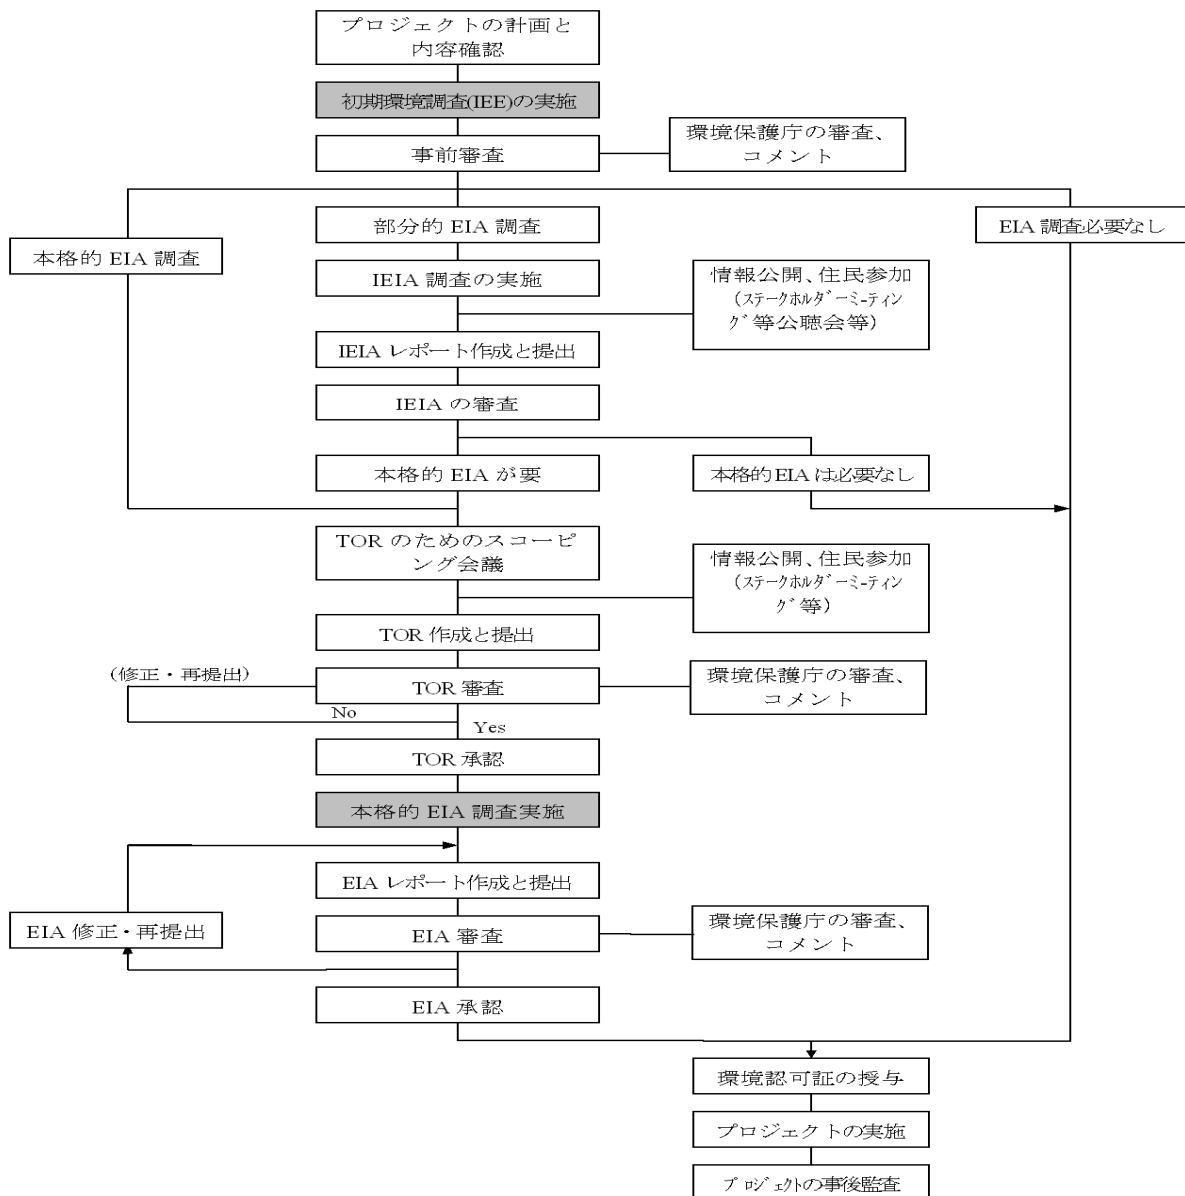 プロジェクトの計画と
内容確認
初期環境調査(IEE)の実施
事前審査
環境保護庁の審査、
コメント
本格的 EIA 調査
部分的 EIA 調査
EIA 調査必要なし
IEIA 調査の実施
情報公開、住民参加
(ステークホルダーミーティン
グ等公聴会等)
IEIA レポート作成と提出
IEIA の審査
本格的 EIA が要
本格的 EIA は必要なし
TOR のためのスコーピ
ング会議
情報公開、住民参加
(ステークホルダーミーティン
グ等)
TOR 作成と提出
(修正・再提出)
TOR 審査
環境保護庁の審査、
コメント
No
Yes
TOR 承認
本格的 EIA 調査実施
EIA レポート作成と提出
EIA 修正・再提出
EIA 審査
環境保護庁の審査、
コメント
EIA 承認
環境認可証の授与
プロジェクトの実施
プロジェクトの事後監査